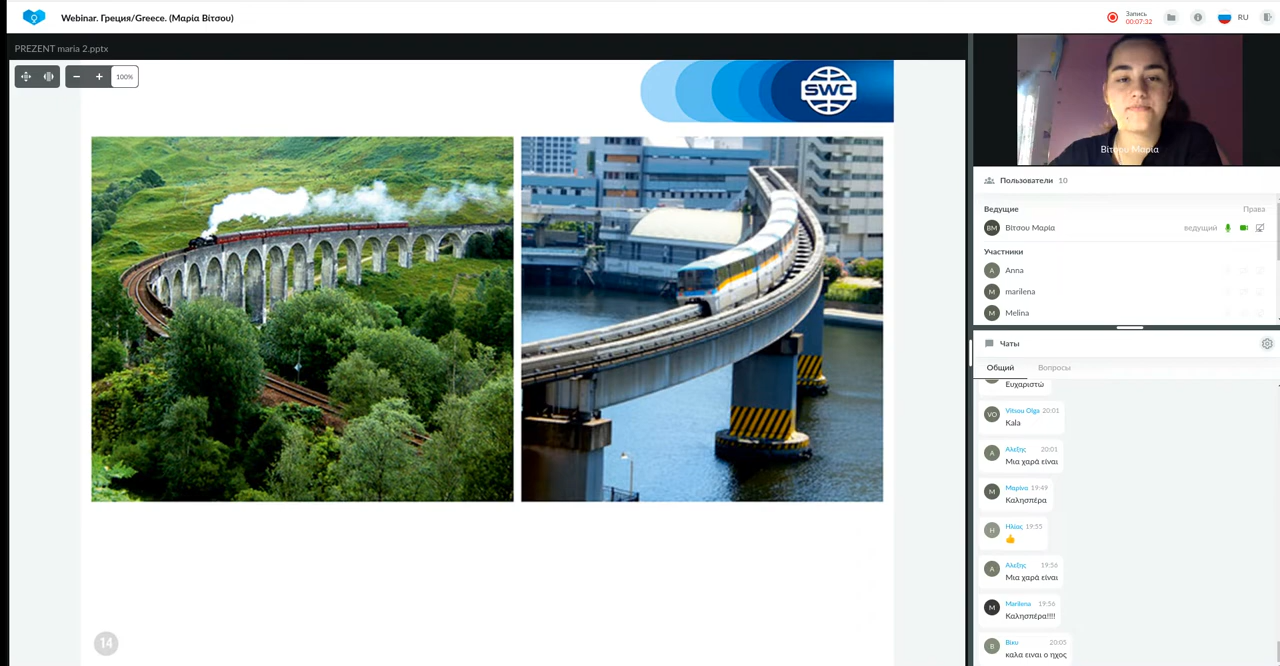 Webinar. Греция/Greece. (Μαρία Βίτσου)
Запись
00:07:32
RU
PREZENT maria 2.pptx
100%
SWC
14
Βίτσου Μαρία
Пользователи 10
Ведущие Права
BM Βίτσου Μαρία ведущий
Участники
A Anna
M marilena
M Melina
Чаты
Общий Вопросы
Ευχαριστώ
VO Vitsou Olga 20:01
Kala
A Αλεξης 20:01
Μια χαρά είναι
M Μαρίνα 19:49
Καλησπέρα
H Ηλίας 19:55
A Αλεξης 19:56
Μια χαρά είναι
M Marilena 19:56
Καλησπέρα!!!!
B Βίκυ 20:05
καλα ειναι ο ηχος